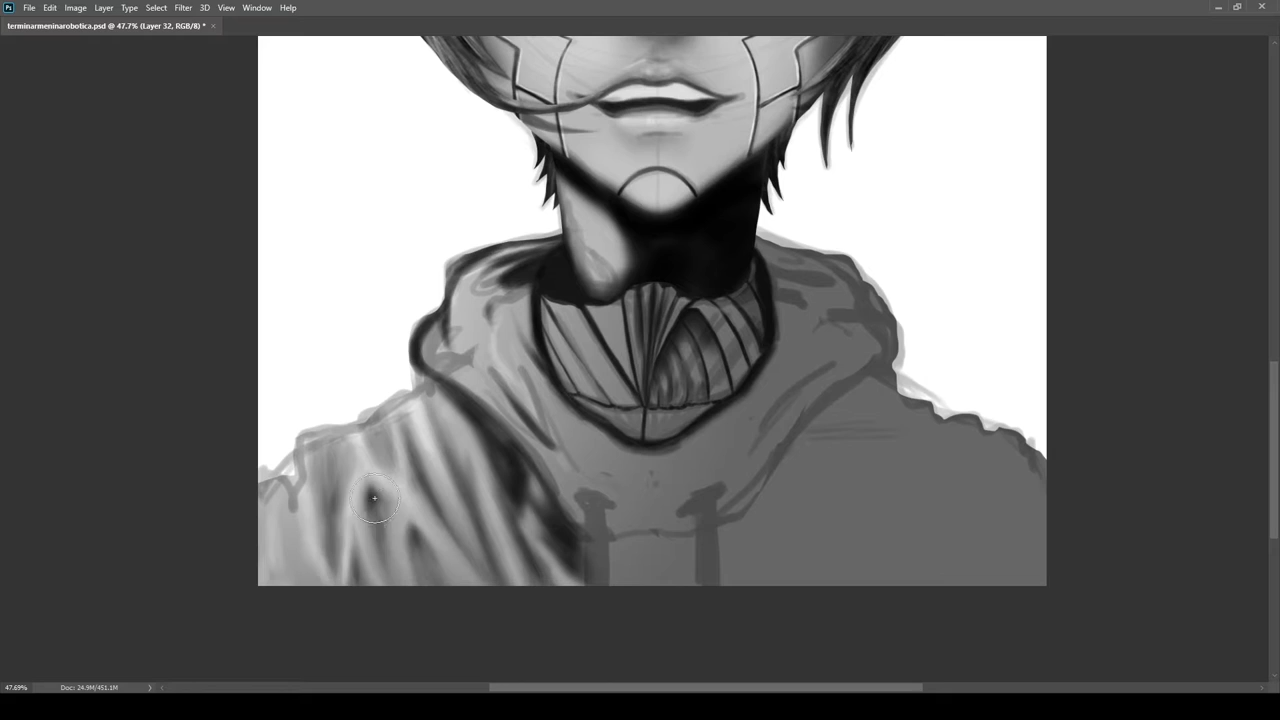 Ps File Edit Image Layer Type Select Filter 3D View Window Help
terminarmeninarobotica.psd @ 47.7% (Layer 32, RGB/8) * ×
47.69% Doc: 24.9M/451.1M